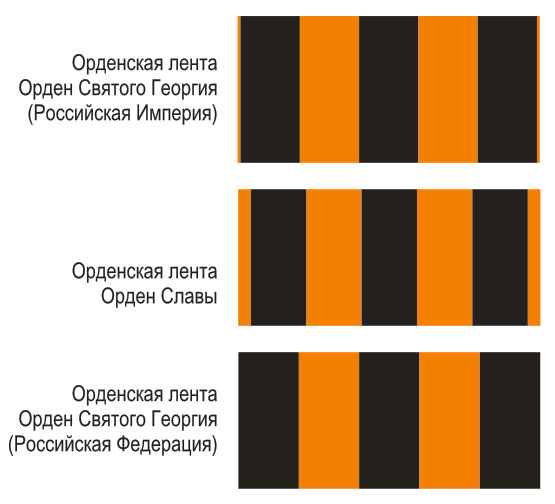 Орденская лента
Орден Святого Георгия
(Российская Империя)
Орденская лента
Орден Славы
Орденская лента
Орден Святого Георгия
(Российская Федерация)